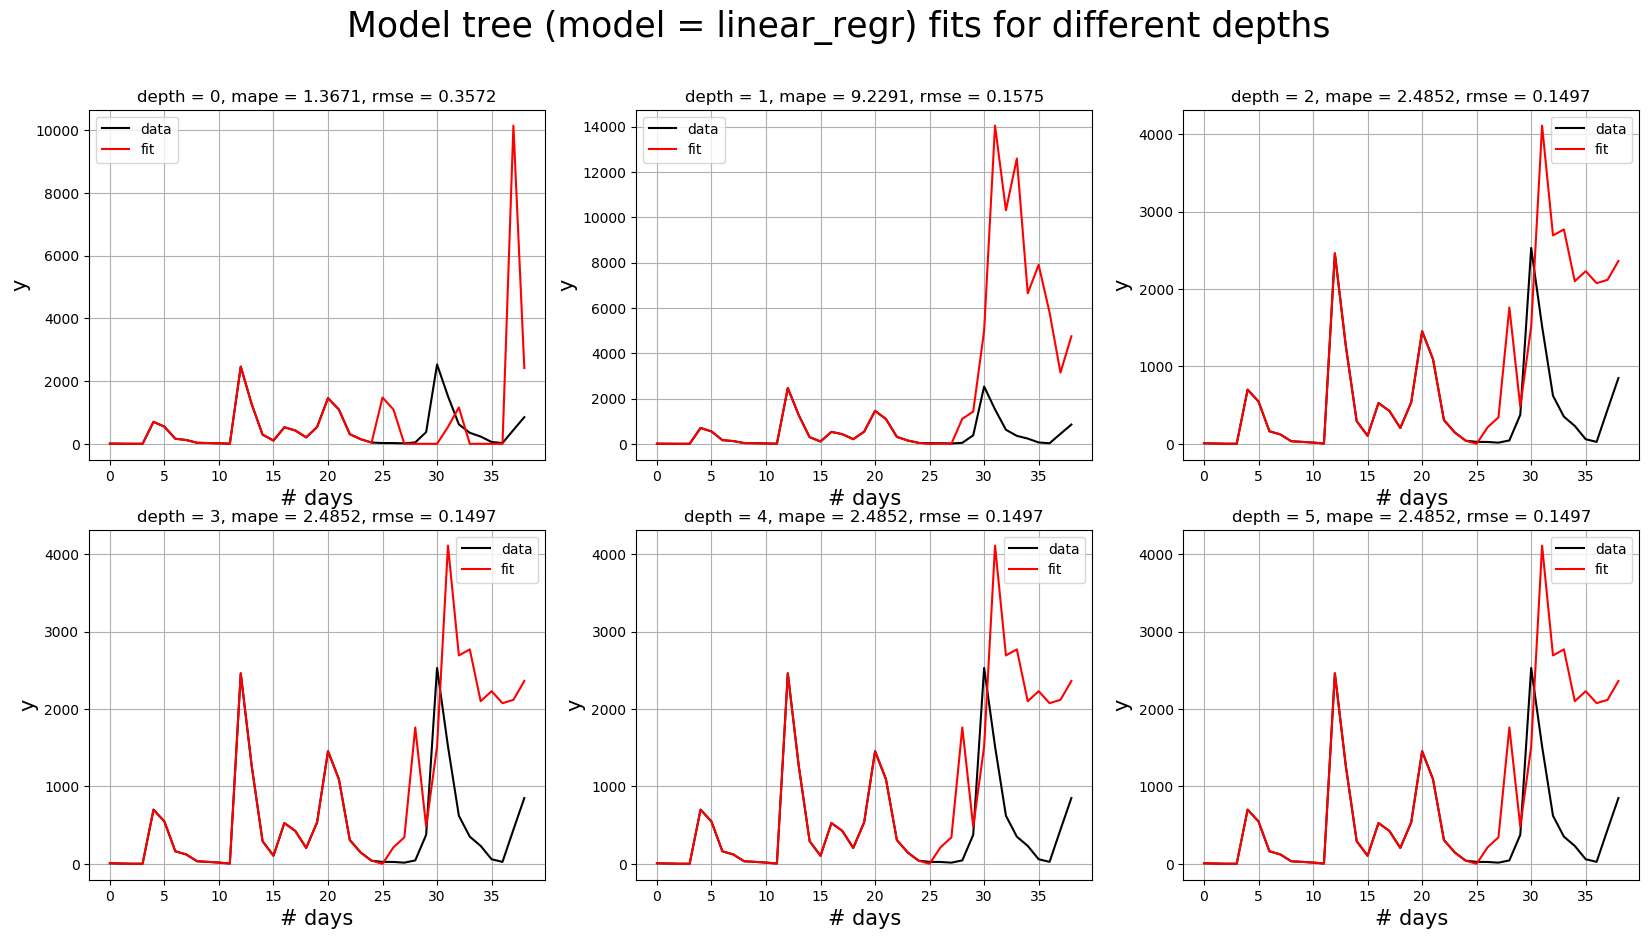 Model tree (model = linear_regr) fits for different depths
depth = 0, mape = 1.3671, rmse = 0.3572
10000
8000
6000
4000
2000
0
y
data
fit
0 5 10 15 20 25 30 35
# days
depth = 1, mape = 9.2291, rmse = 0.1575
14000
12000
10000
8000
6000
4000
2000
0
y
data
fit
0 5 10 15 20 25 30 35
# days
depth = 2, mape = 2.4852, rmse = 0.1497
4000
3000
2000
1000
0
y
data
fit
0 5 10 15 20 25 30 35
# days
depth = 3, mape = 2.4852, rmse = 0.1497
4000
3000
2000
1000
0
y
data
fit
0 5 10 15 20 25 30 35
# days
depth = 4, mape = 2.4852, rmse = 0.1497
4000
3000
2000
1000
0
y
data
fit
0 5 10 15 20 25 30 35
# days
depth = 5, mape = 2.4852, rmse = 0.1497
4000
3000
2000
1000
0
y
data
fit
0 5 10 15 20 25 30 35
# days